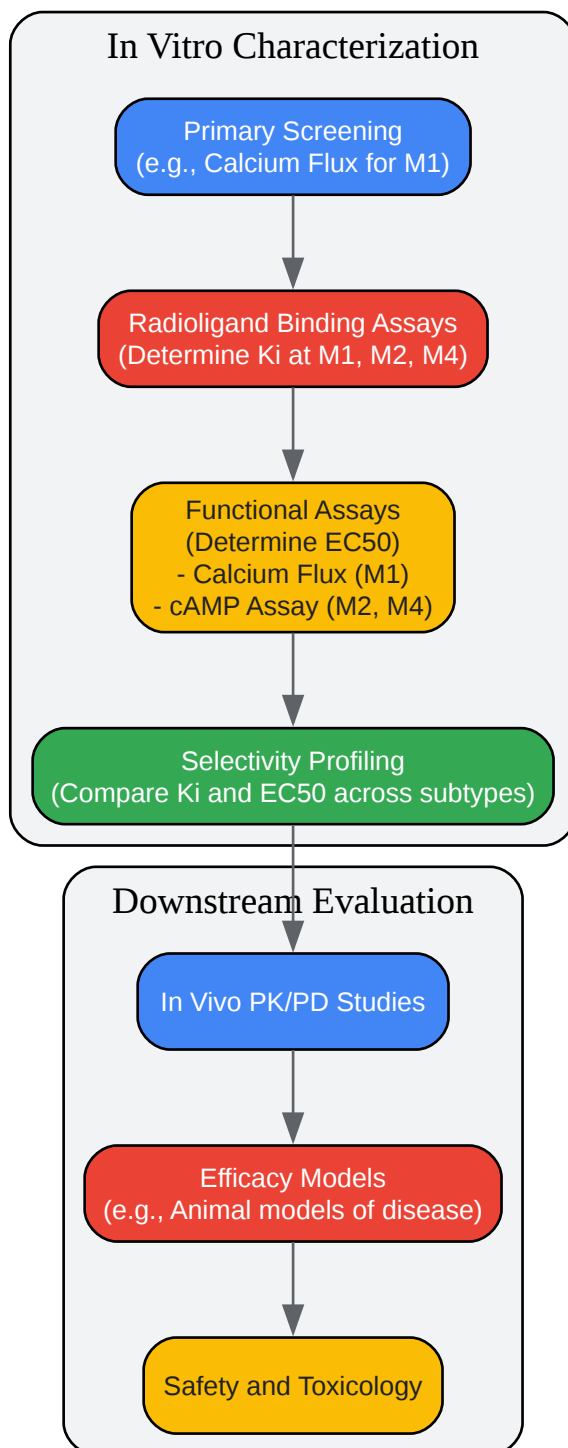 In Vitro Characterization
Primary Screening
(e.g., Calcium Flux for M1)
Radioligand Binding Assays
(Determine Ki at M1, M2, M4)
Functional Assays
(Determine EC50)
- Calcium Flux (M1)
- cAMP Assay (M2, M4)
Selectivity Profiling
(Compare Ki and EC50 across subtypes)
Downstream Evaluation
In Vivo PK/PD Studies
Efficacy Models
(e.g., Animal models of disease)
Safety and Toxicology